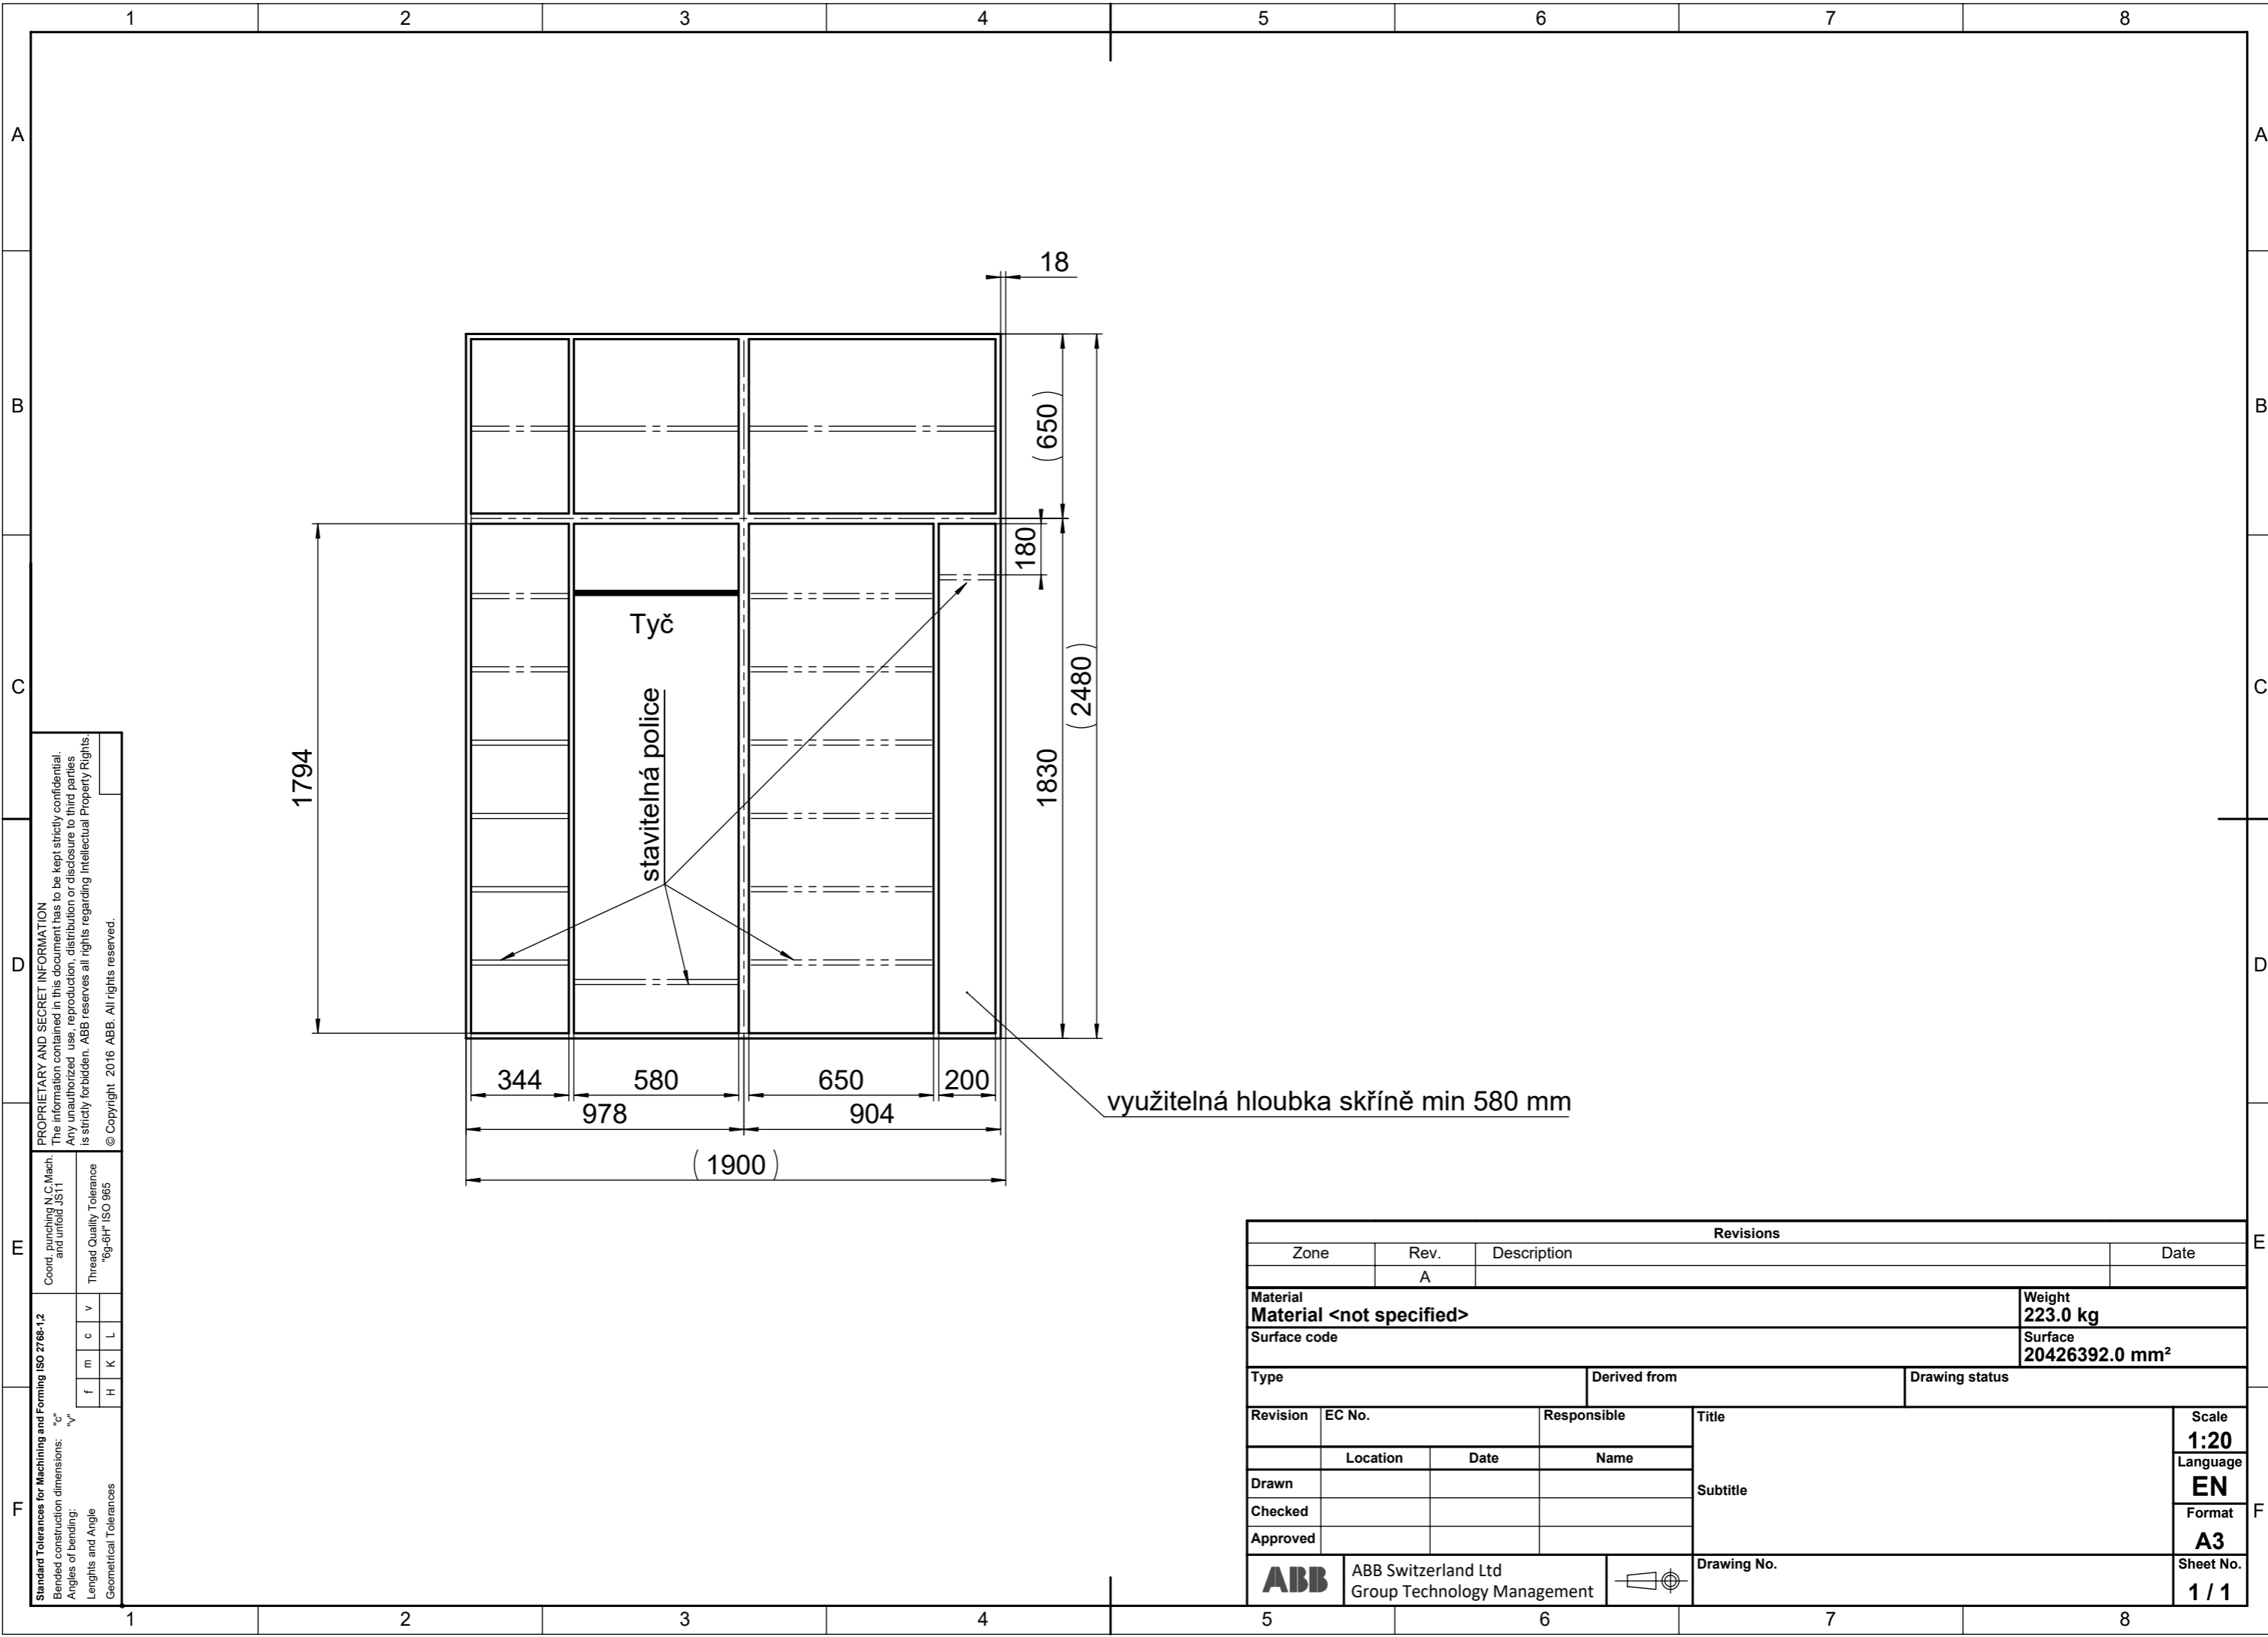 1 2 3 4 5 6 7 8
A A
B B
C C
D D
E E
F F
1 2 3 4 5 6 7 8
18
(650)
180
(2480)
1830
1794
Tyč
stavitelná police
344 580 650 200
978 904
(1900)
využitelná hloubka skříně min 580 mm
PROPRIETARY AND SECRET INFORMATION
The information contained in this document has to be kept strictly confidential.
Any unauthorized use, reproduction, distribution or disclosure to third parties
is strictly forbidden. ABB reserves all rights regarding Intellectual Property Rights.
© Copyright 2016 ABB. All rights reserved.
Coord. punching N.C.Mach.
and unfold JS11
Thread Quality Tolerance
"6g-6H" ISO 965
Standard Tolerances for Machining and Forming ISO 2768-1,2
Bended construction dimensions: "c"
Angles of bending: "v"
Lenghts and Angle f m c v
Geometrical Tolerances H K L
Revisions
Zone Rev. Description Date
A
Material
Material <not specified>
Weight
223.0 kg
Surface code
Surface
20426392.0 mm²
Type Derived from Drawing status
Revision EC No. Responsible Title
Location Date Name
Drawn
Checked
Approved
Subtitle
Scale
1:20
Language
EN
Format
A3
ABB
ABB Switzerland Ltd
Group Technology Management
Drawing No.
Sheet No.
1 / 1